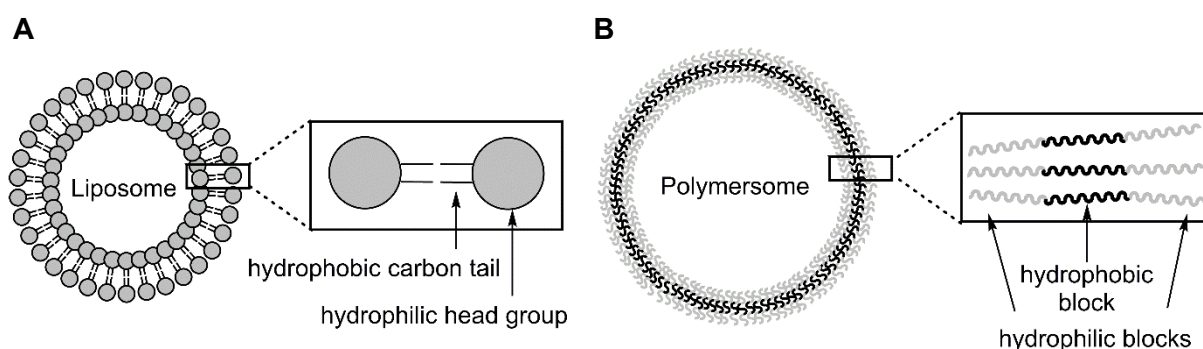 A
B
Liposome
hydrophobic carbon tail
hydrophilic head group
Polymersome
hydrophobic
block
hydrophilic blocks